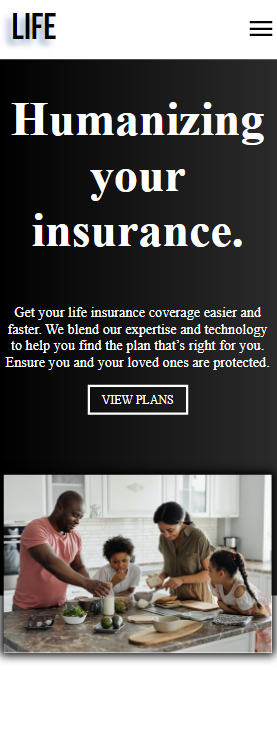 LIFE
Humanizing
your
insurance.
Get your life insurance coverage easier and
faster. We blend our expertise and technology
to help you find the plan that’s right for you.
Ensure you and your loved ones are protected.
VIEW PLANS